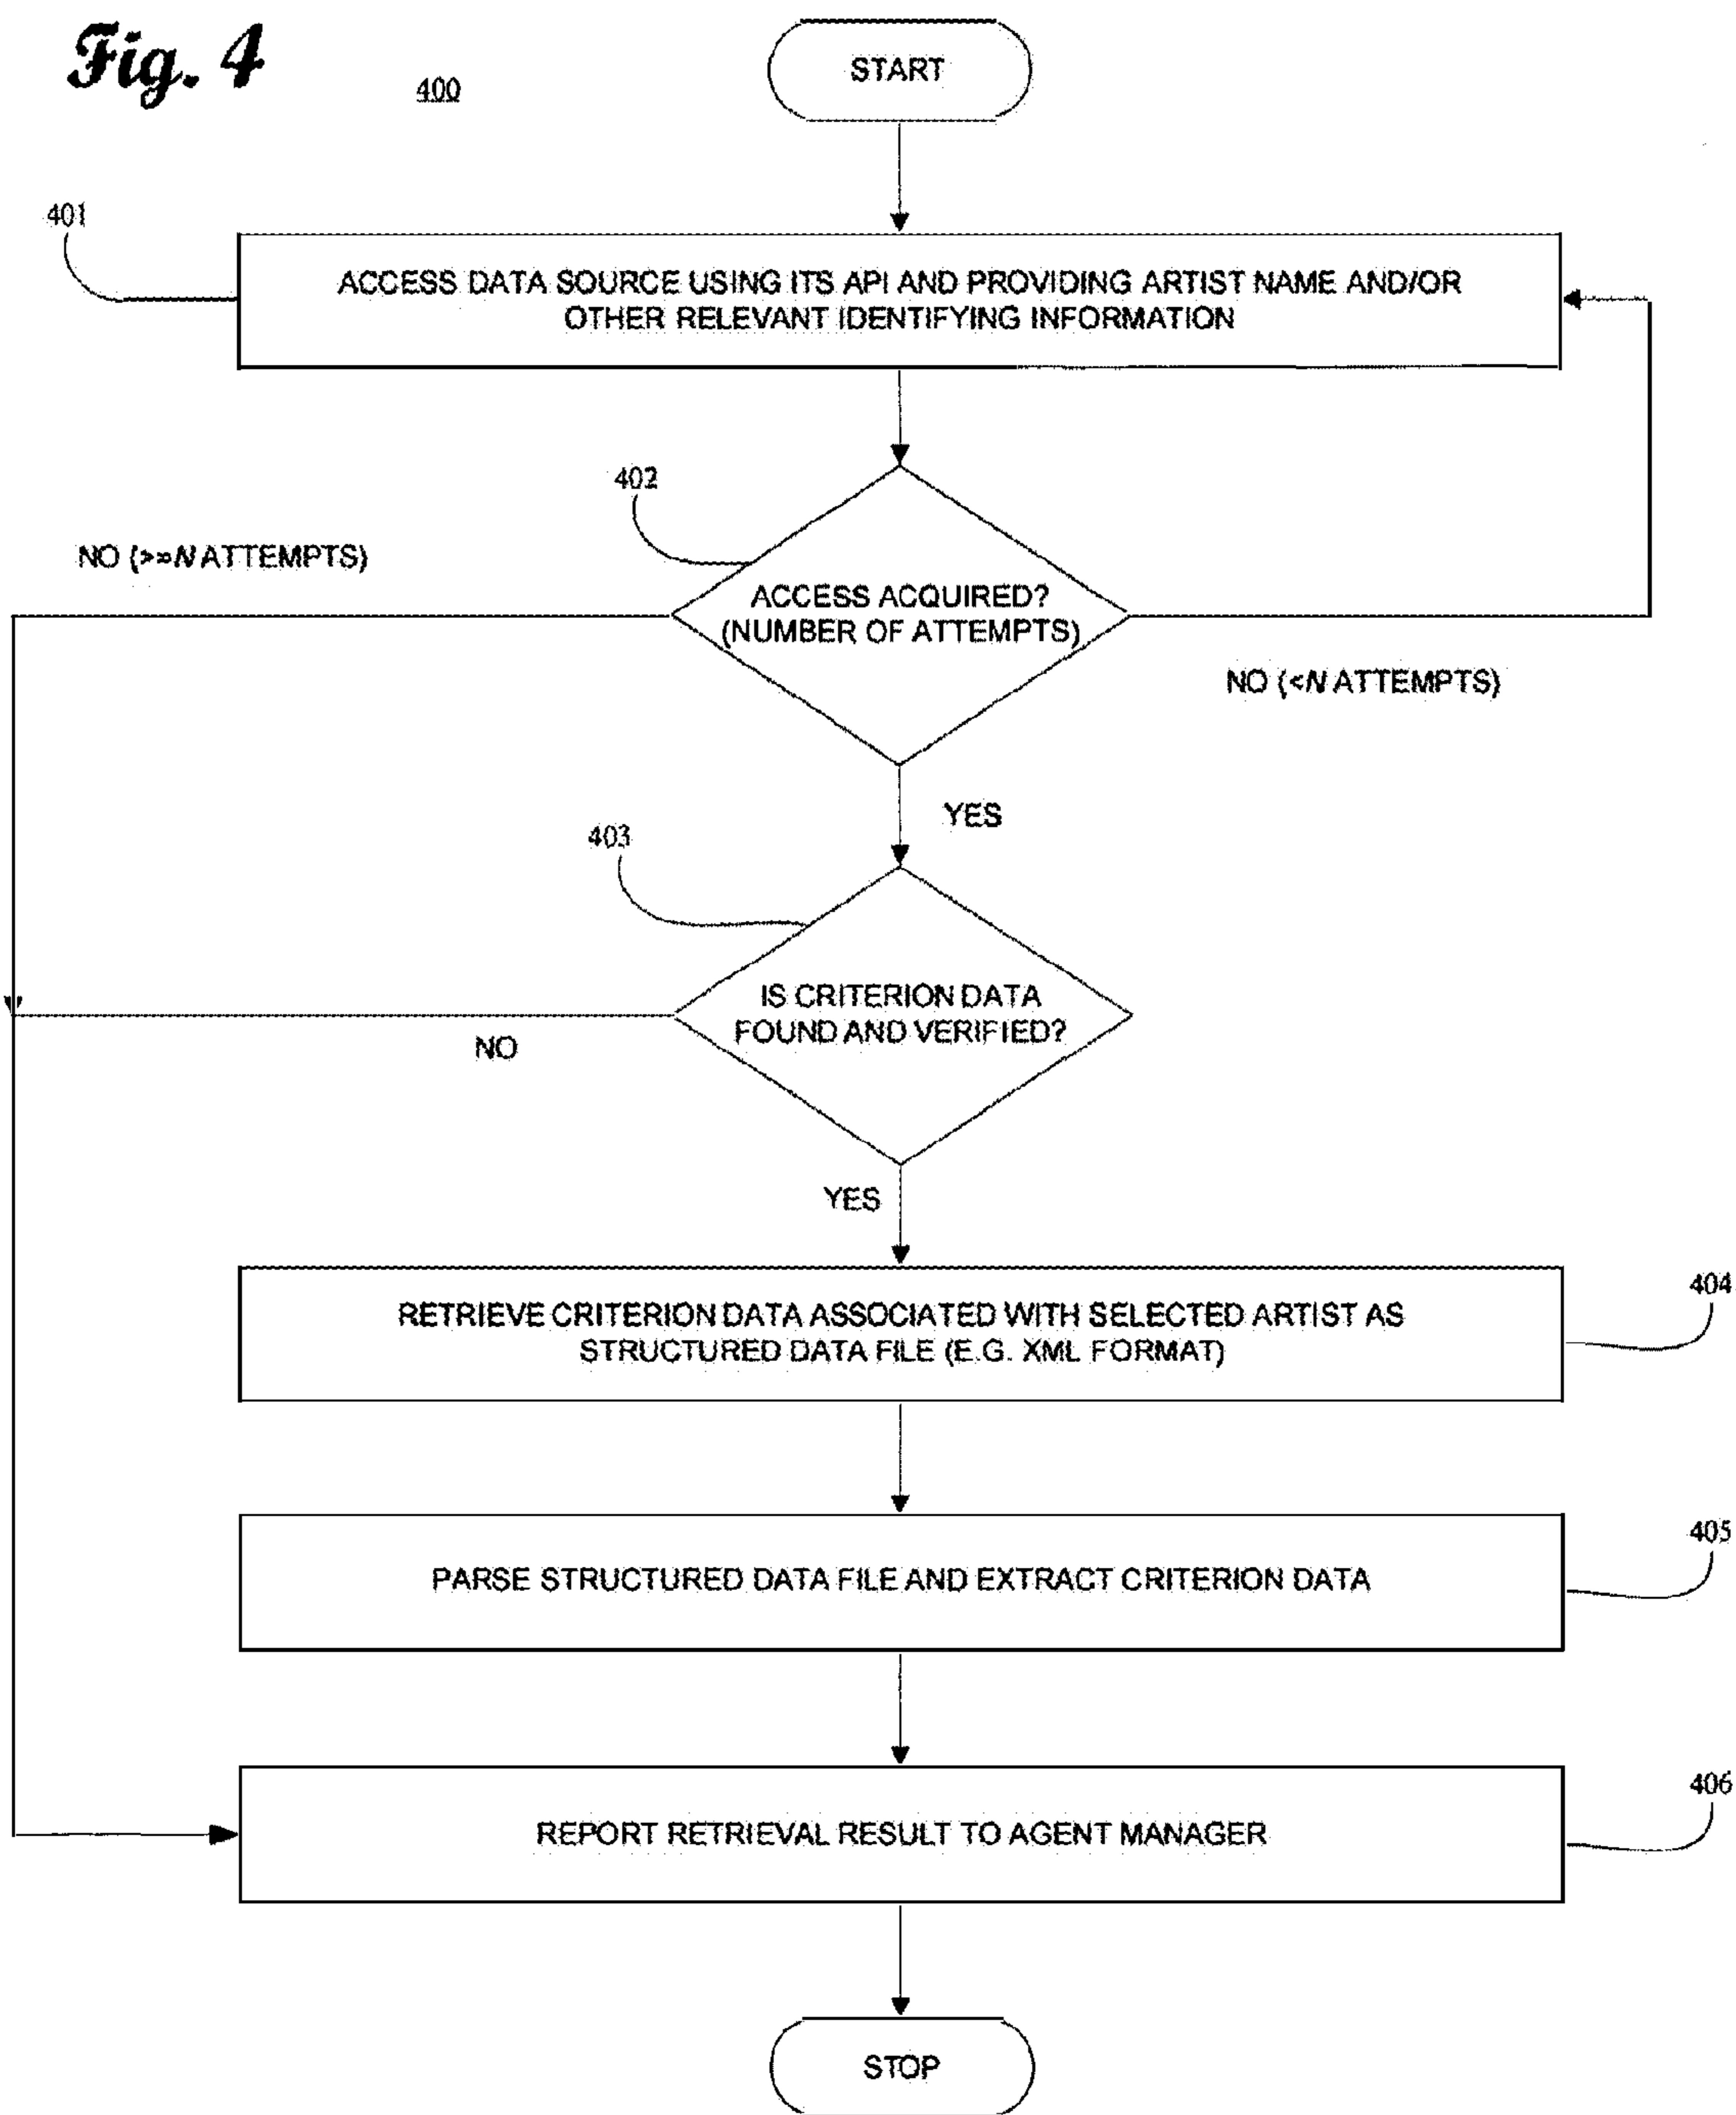 Fig. 4
400
START
401
ACCESS DATA SOURCE USING ITS API AND PROVIDING ARTIST NAME AND/OR
OTHER RELEVANT IDENTIFYING INFORMATION
402
NO (>=N ATTEMPTS)
ACCESS ACQUIRED?
(NUMBER OF ATTEMPTS)
NO (<N ATTEMPTS)
YES
403
IS CRITERION DATA
FOUND AND VERIFIED?
NO
YES
404
RETRIEVE CRITERION DATA ASSOCIATED WITH SELECTED ARTIST AS
STRUCTURED DATA FILE (E.G. XML FORMAT)
405
PARSE STRUCTURED DATA FILE AND EXTRACT CRITERION DATA
406
REPORT RETRIEVAL RESULT TO AGENT MANAGER
STOP